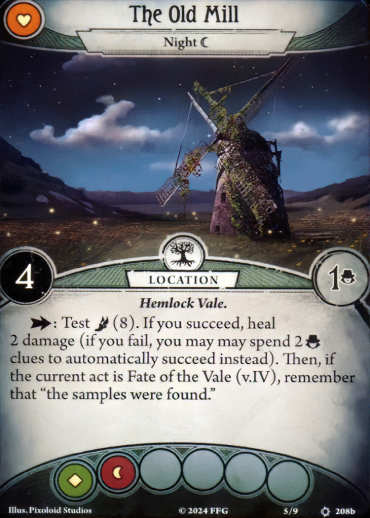 The Old Mill
Night
4
LOCATION
1
Hemlock Vale.
: Test (8). If you succeed, heal
2 damage (if you fail, you may may spend 2
clues to automatically succeed instead). Then, if
the current act is Fate of the Vale (v.IV), remember
that “the samples were found.”
Illus. Pixoloid Studios © 2024 FFG 5/9 208b